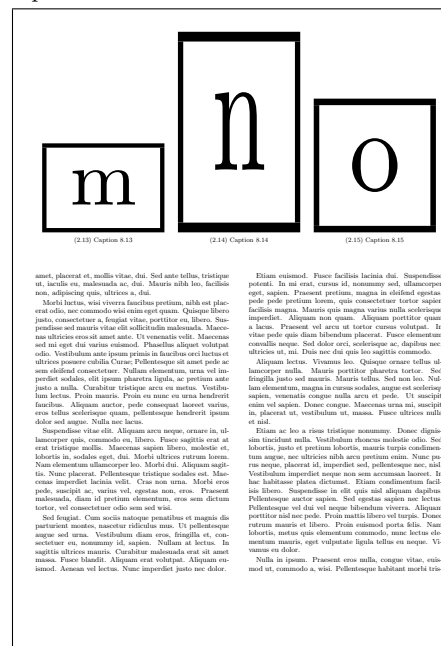 m
n
o
(2.13) Caption 8.13
(2.14) Caption 8.14
(2.15) Caption 8.15
amet, placerat et, mollis vitae, dui. Sed ante tellus, tristique
ut, iaculis eu, malesuada ac, dui. Mauris nibh leo, facilisis
non, adipiscing quis, ultrices a, dui.
Morbi luctus, wisi viverra faucibus pretium, nibh est plac-
erat odio, nec commodo wisi enim eget quam. Quisque libero
justo, consectetuer a, feugiat vitae, porttitor eu, libero. Sus-
pendisse sed mauris vitae elit sollicitudin malesuada. Maece-
nas ultricies eros sit amet ante. Ut venenatis velit. Maecenas
sed mi eget dui varius euismod. Phasellus aliquet volutpat
odio. Vestibulum ante ipsum primis in faucibus orci luctus et
ultrices posuere cubilia Curae; Pellentesque sit amet pede ac
sem eleifend consectetuer. Nullam elementum, urna vel im-
perdiet sodales, elit ipsum pharetra ligula, ac pretium ante
justo a nulla. Curabitur tristique arcu eu metus. Vestibu-
lum lectus. Proin mauris. Proin eu nunc eu urna hendrerit
faucibus. Aliquam auctor, pede consequat laoreet varius,
eros tellus scelerisque quam, pellentesque hendrerit ipsum
dolor sed augue. Nulla nec lacus.
Suspendisse vitae elit. Aliquam arcu neque, ornare in, ul-
lamcorper quis, commodo eu, libero. Fusce sagittis erat at
erat tristique mollis. Maecenas sapien libero, molestie et,
lobortis in, sodales eget, dui. Morbi ultrices rutrum lorem.
Nam elementum ullamcorper leo. Morbi dui. Aliquam sagit-
tis. Nunc placerat. Pellentesque tristique sodales est. Mae-
cenas imperdiet lacinia velit. Cras non urna. Morbi eros
pede, suscipit ac, varius vel, egestas non, eros. Praesent
malesuada, diam id pretium elementum, eros sem dictum
tortor, vel consectetuer odio sem sed wisi.
Sed feugiat. Cum sociis natoque penatibus et magnis dis
parturient montes, nascetur ridiculus mus. Ut pellentesque
augue sed urna. Vestibulum diam eros, fringilla et, con-
sectetuer eu, nonummy id, sapien. Nullam at lectus. In
sagittis ultrices mauris. Curabitur malesuada erat sit amet
massa. Fusce blandit. Aliquam erat volutpat. Aliquam eu-
ismod. Aenean vel lectus. Nunc imperdiet justo nec dolor.
Etiam euismod. Fusce facilisis lacinia dui. Suspendisse
potenti. In mi erat, cursus id, nonummy sed, ullamcorper
eget, sapien. Praesent pretium, magna in eleifend egestas,
pede pede pretium lorem, quis consectetuer tortor sapien
facilisis magna. Mauris quis magna varius nulla scelerisque
imperdiet. Aliquam non quam. Aliquam porttitor quam
a lacus. Praesent vel arcu ut tortor cursus volutpat. In
vitae pede quis diam bibendum placerat. Fusce elementum
convallis neque. Sed dolor orci, scelerisque ac, dapibus nec,
ultricies ut, mi. Duis nec dui quis leo sagittis commodo.
Aliquam lectus. Vivamus leo. Quisque ornare tellus ul-
lamcorper nulla. Mauris porttitor pharetra tortor. Sed
fringilla justo sed mauris. Mauris tellus. Sed non leo. Nul-
lam elementum, magna in cursus sodales, augue est scelerisque
sapien, venenatis congue nulla arcu et pede. Ut suscipit
enim vel sapien. Donec congue. Maecenas urna mi, suscipit
in, placerat ut, vestibulum ut, massa. Fusce ultrices nulla
et nisl.
Etiam ac leo a risus tristique nonummy. Donec dignis-
sim tincidunt nulla. Vestibulum rhoncus molestie odio. Sed
lobortis, justo et pretium lobortis, mauris turpis condimen-
tum augue, nec ultricies nibh arcu pretium enim. Nunc pu-
rus neque, placerat id, imperdiet sed, pellentesque nec, nisl.
Vestibulum imperdiet neque non sem accumsan laoreet. In
hac habitasse platea dictumst. Etiam condimentum facil-
isis libero. Suspendisse in elit quis nisl aliquam dapibus.
Pellentesque auctor sapien. Sed egestas sapien nec lectus.
Pellentesque vel dui vel neque bibendum viverra. Aliquam
porttitor nisl nec pede. Proin mattis libero vel turpis. Donec
rutrum mauris et libero. Proin euismod porta felis. Nam
lobortis, metus quis elementum commodo, nunc lectus ele-
mentum mauris, eget vulputate ligula tellus eu neque. Vi-
vamus eu dolor.
Nulla in ipsum. Praesent eros nulla, congue vitae, euis-
mod ut, commodo a, wisi. Pellentesque habitant morbi tris-